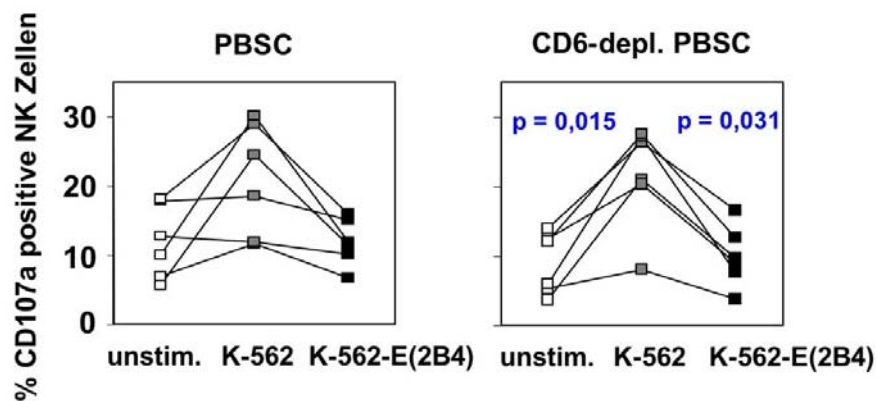 % CD107a positive NK Zellen
PBSC
30
20
10
0
unstim. K-562 K-562-E(2B4)
CD6-depl. PBSC
p = 0,015 p = 0,031
unstim. K-562 K-562-E(2B4)